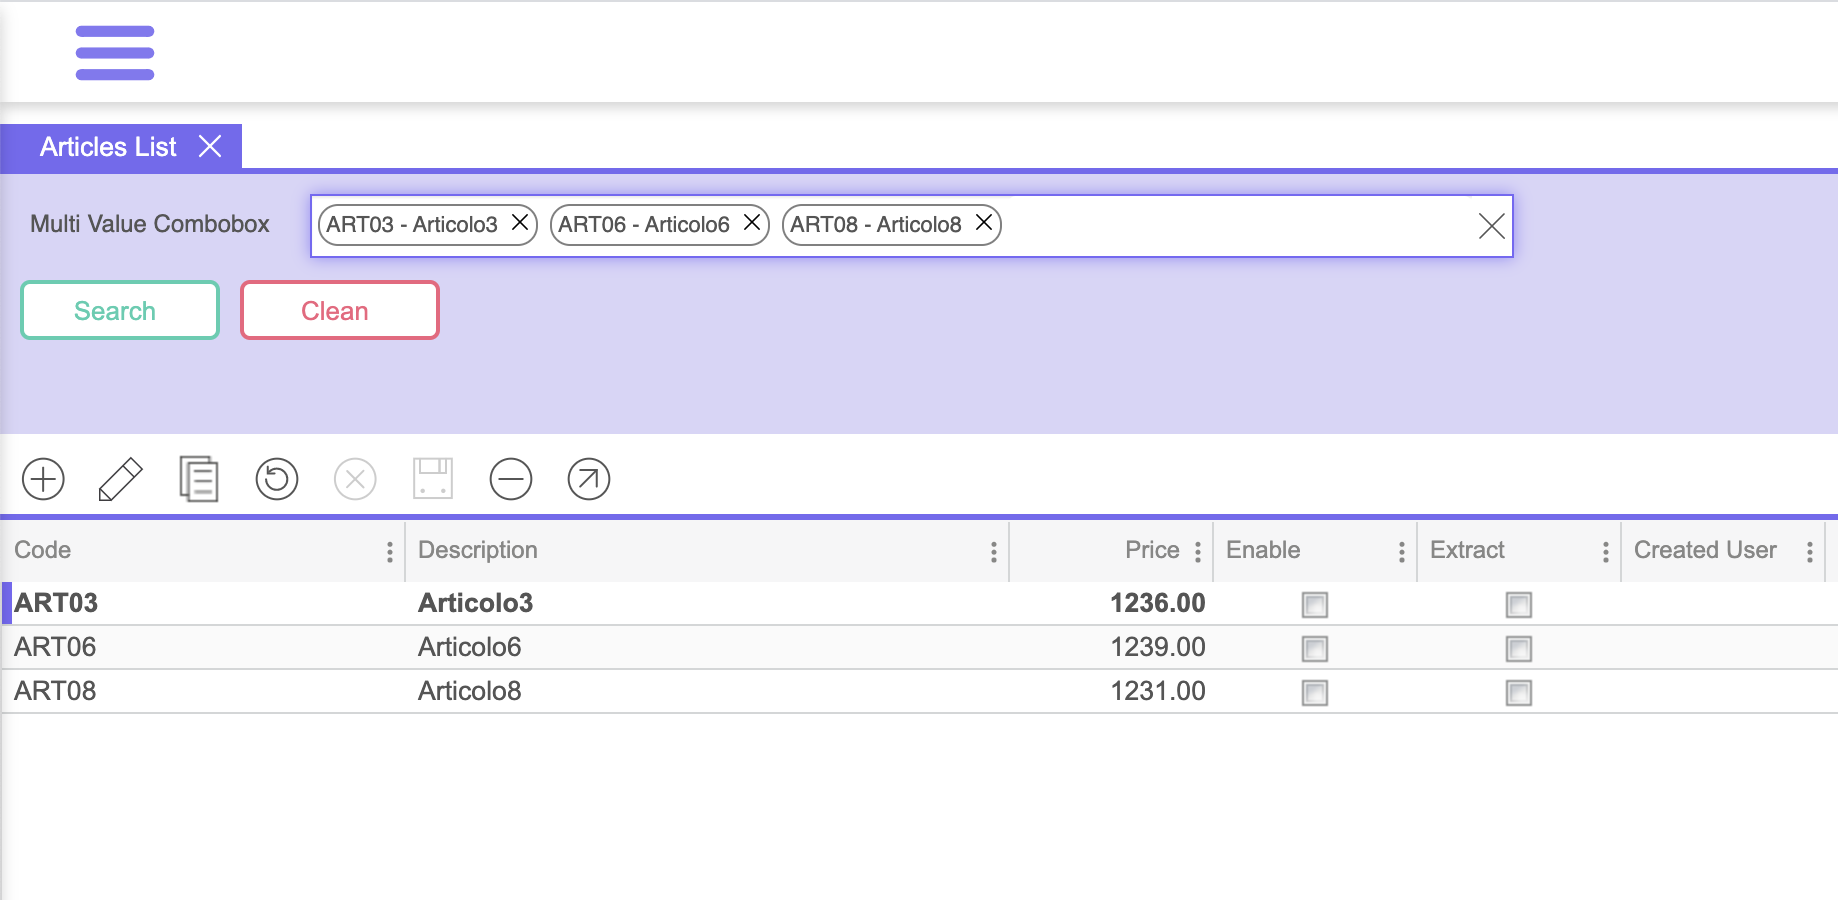 Articles List
Multi Value Combobox ART03 - Articolo3 ART06 - Articolo6 ART08 - Articolo8
Search Clean
Code Description Price Enable Extract Created User
ART03 Articolo3 1236.00
ART06 Articolo6 1239.00
ART08 Articolo8 1231.00